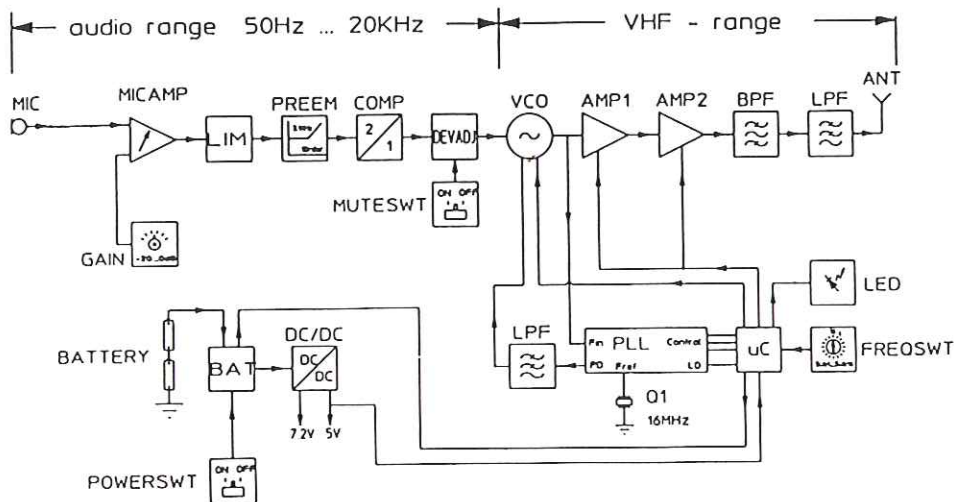 audio range 50Hz ... 20KHz
VHF - range
ANT
MIC
MICAMP
PREEM
COMP
VCO
AMP1
AMP2
BPF
LPF
LIM
2
1
DEVADJ
ON OFF
MUTESWT
GAIN
LED
DC/DC
LPF
PLL
Fin
Control
uC
FREQSWT
BATTERY
BAT
DC
DC
PD
Fref
LD
Q1
16MHz
7.2V
5V
ON OFF
POWERSWT